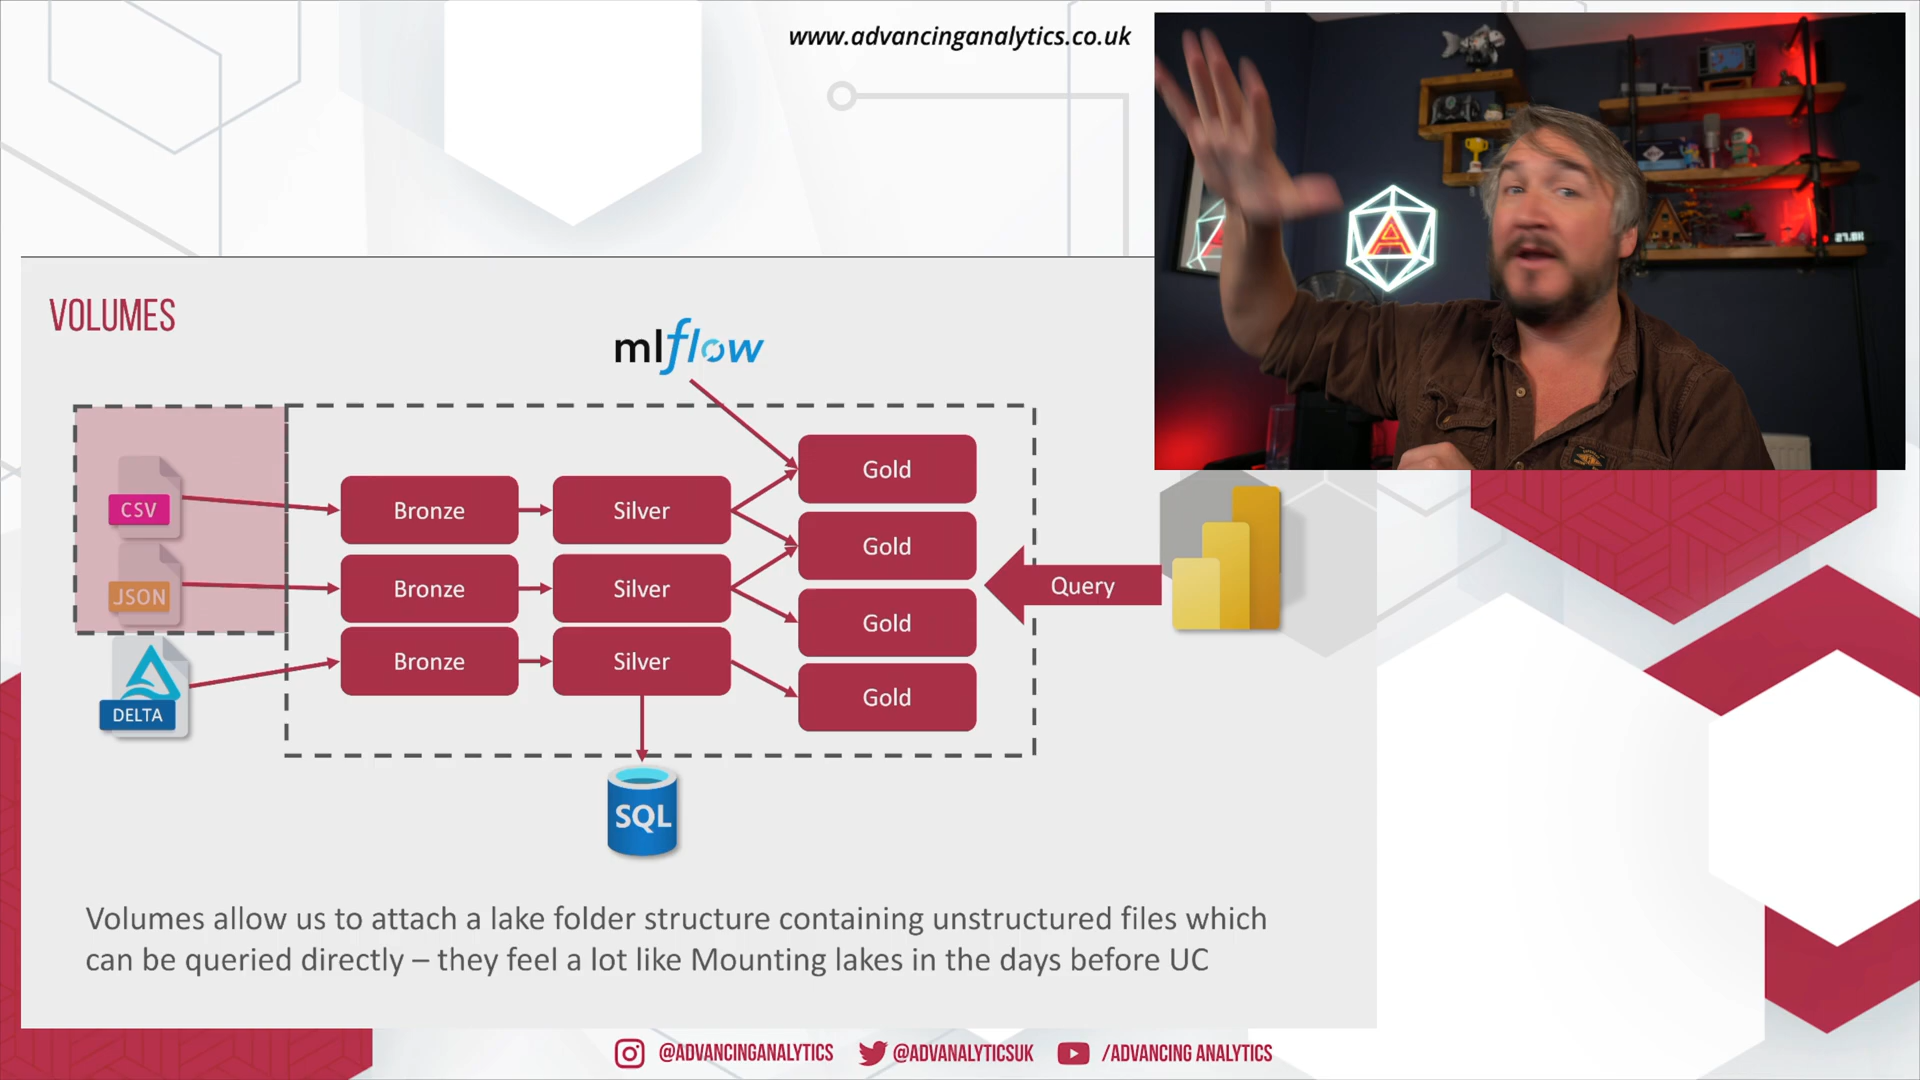 www.advancinganalytics.co.uk
VOLUMES
mlflow
CSV
JSON
DELTA
Bronze
Silver
Gold
Bronze
Silver
Gold
Bronze
Silver
Gold
Gold
Query
SQL
Volumes allow us to attach a lake folder structure containing unstructured files which
can be queried directly – they feel a lot like Mounting lakes in the days before UC
@ADVANCINGANALYTICS
@ADVANALYTICSUK
/ADVANCING ANALYTICS
A